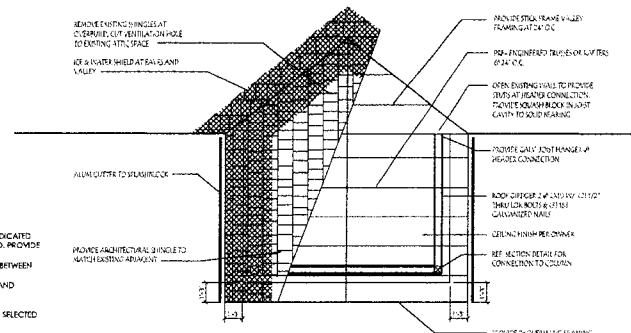 REMOVE EXISTING SHINGLES AT
OVERBUILD, CUT VENTILATION HOLE
TO EXISTING ATTIC SPACE
ICE & WATER SHIELD AT EAVES AND
VALLEY
ALUM GUTTER TO SPLASHBLOCK
DICATED
PROVIDE
BETWEEN
AND
SELECTED
PROVIDE ARCHITECTURAL SHINGLE TO
MATCH EXISTING ADJACENT
PROVIDE STICK FRAME VALLEY
FRAMING AT 24" O.C.
PRE-ENGINEERED TRUSSES OR RAFTERS
@ 24" O.C.
OPEN EXISTING WALL TO PROVIDE
STUDS AT HEADER CONNECTION.
PROVIDE SQUASH BLOCK IN JOIST
CAVITY TO SOLID BEARING
PROVIDE GALV JOIST HANGER @
HEADER CONNECTION
ROOF GIRDER
THRU LOK BOLTS &
GALVANIZED NAILS
CEILING FINISH PER OWNER
REF. SECTION DETAIL FOR
CONNECTION TO COLUMN